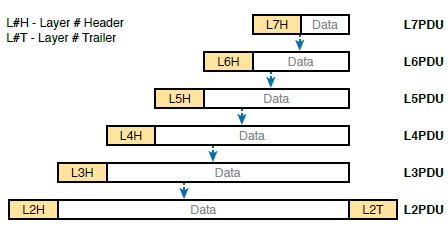 L#H - Layer # Header
L#T - Layer # Trailer
L7H Data L7PDU
L6H Data L6PDU
L5H Data L5PDU
L4H Data L4PDU
L3H Data L3PDU
L2H Data L2T L2PDU